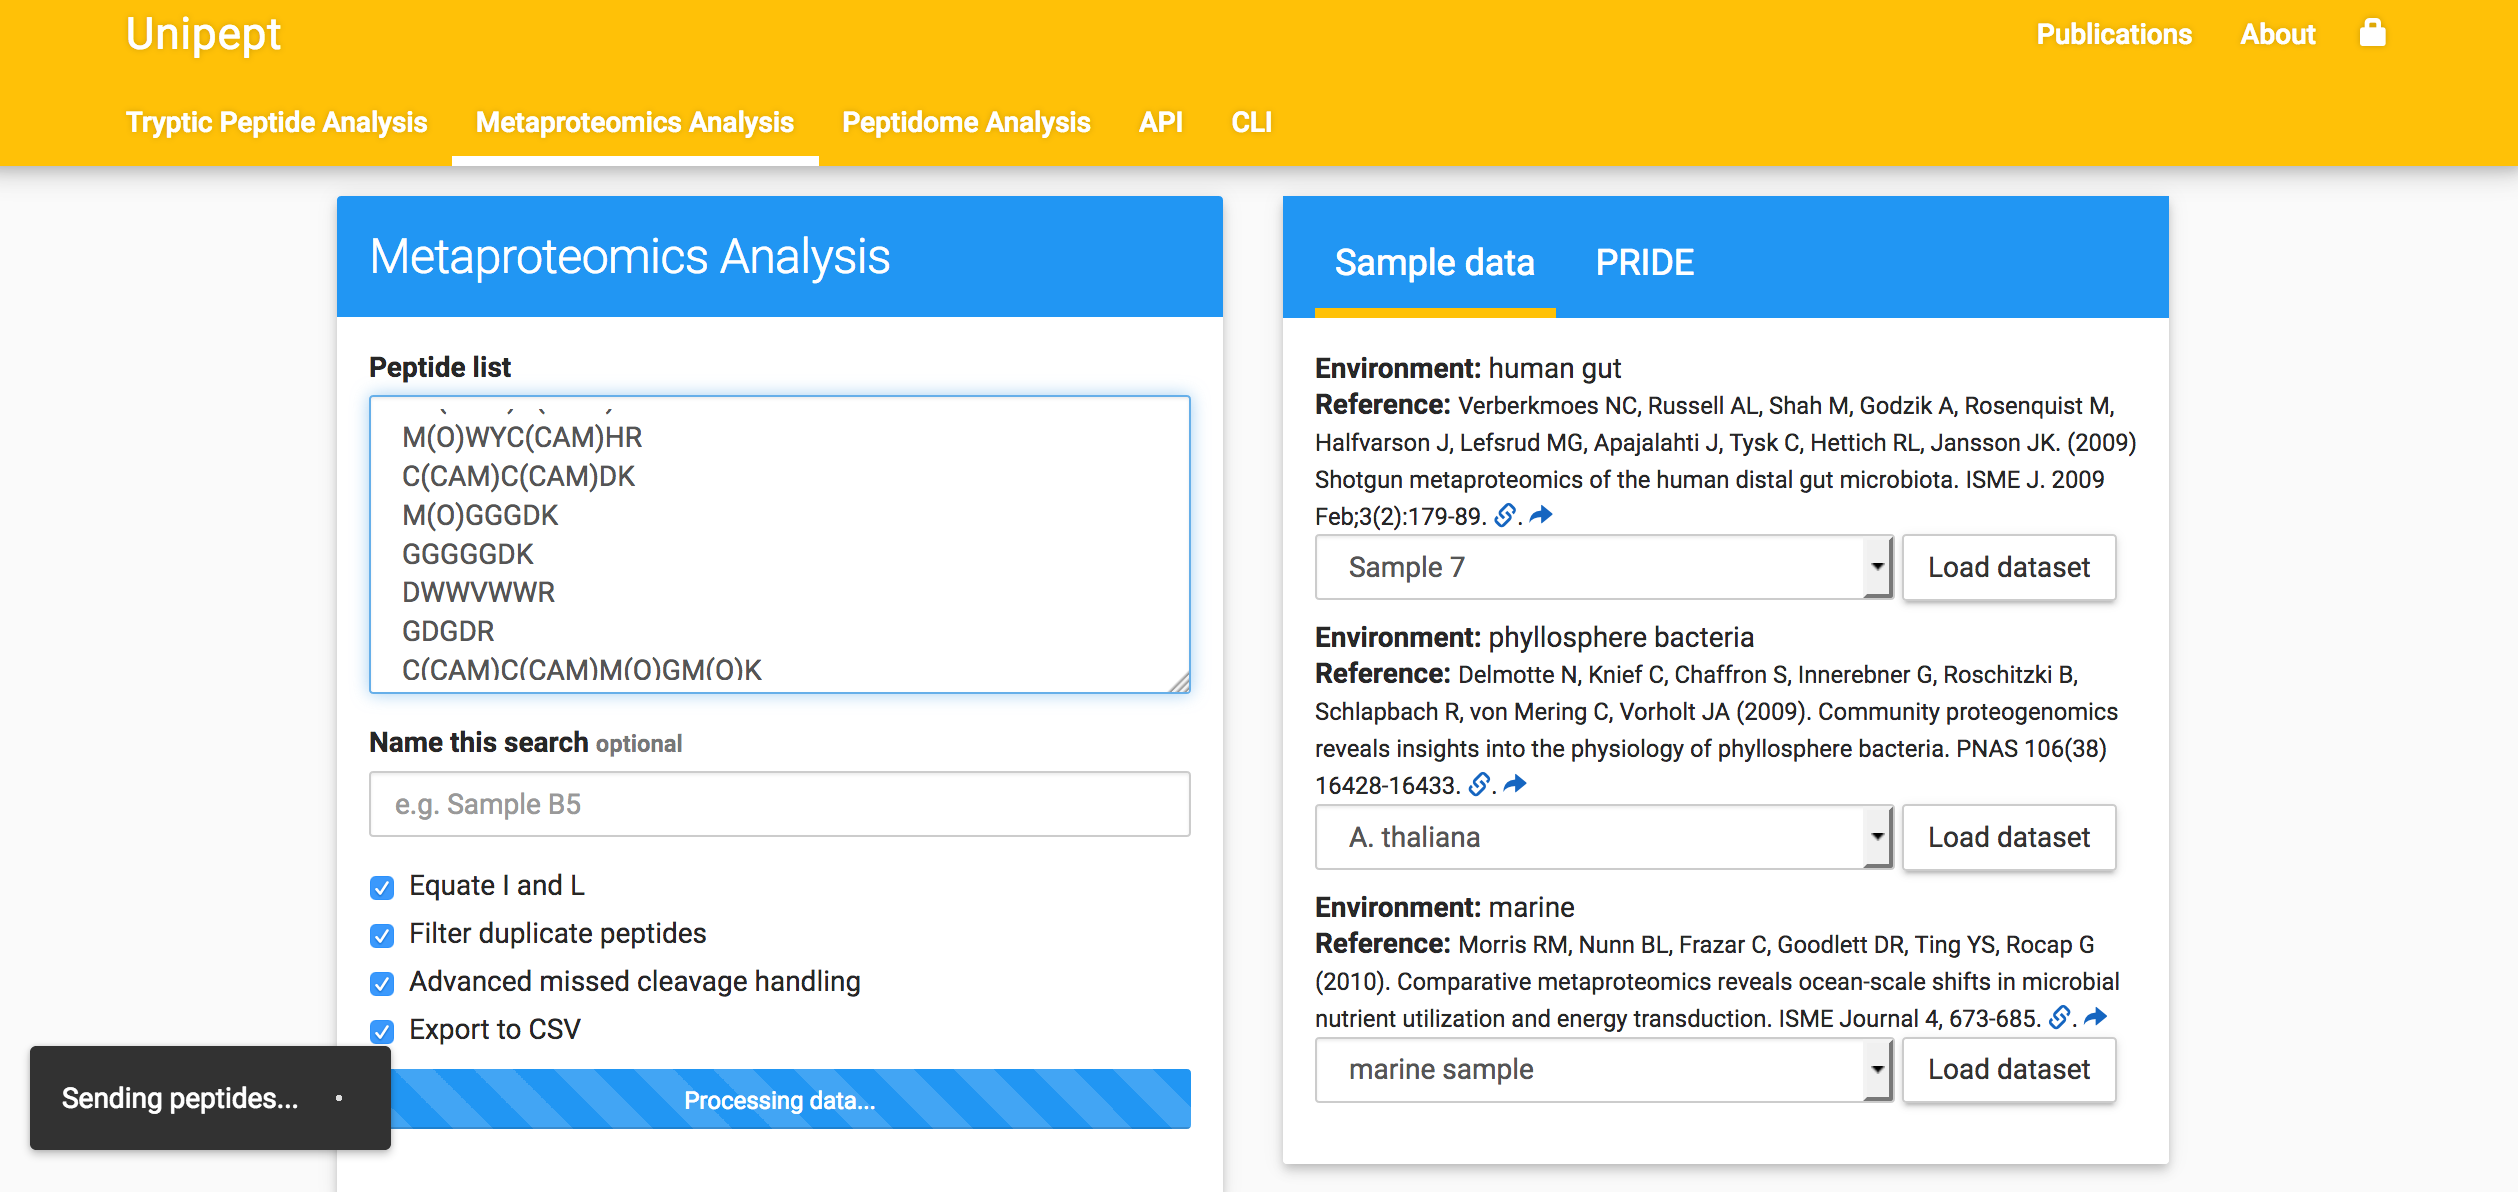 Unipept
Publications
About
Tryptic Peptide Analysis
Metaproteomics Analysis
Peptidome Analysis
API
CLI
Metaproteomics Analysis
Peptide list
M(O)WYC(CAM)HR
C(CAM)C(CAM)DK
M(O)GGGDK
GGGGGDK
DWWVWWR
GDGDR
C(CAM)C(CAM)M(O)GM(O)K
Name this search optional
e.g. Sample B5
Equate I and L
Filter duplicate peptides
Advanced missed cleavage handling
Export to CSV
Sending peptides...
Processing data...
Sample data
PRIDE
Environment: human gut
Reference: Verberkmoes NC, Russell AL, Shah M, Godzik A, Rosenquist M,
Halfvarson J, Lefsrud MG, Apajalahti J, Tysk C, Hettich RL, Jansson JK. (2009)
Shotgun metaproteomics of the human distal gut microbiota. ISME J. 2009
Feb;3(2):179-89. .
Sample 7
Load dataset
Environment: phyllosphere bacteria
Reference: Delmotte N, Knief C, Chaffron S, Innerebner G, Roschitzki B,
Schlapbach R, von Mering C, Vorholt JA (2009). Community proteogenomics
reveals insights into the physiology of phyllosphere bacteria. PNAS 106(38)
16428-16433. .
A. thaliana
Load dataset
Environment: marine
Reference: Morris RM, Nunn BL, Frazar C, Goodlett DR, Ting YS, Rocap G
(2010). Comparative metaproteomics reveals ocean-scale shifts in microbial
nutrient utilization and energy transduction. ISME Journal 4, 673-685. .
marine sample
Load dataset